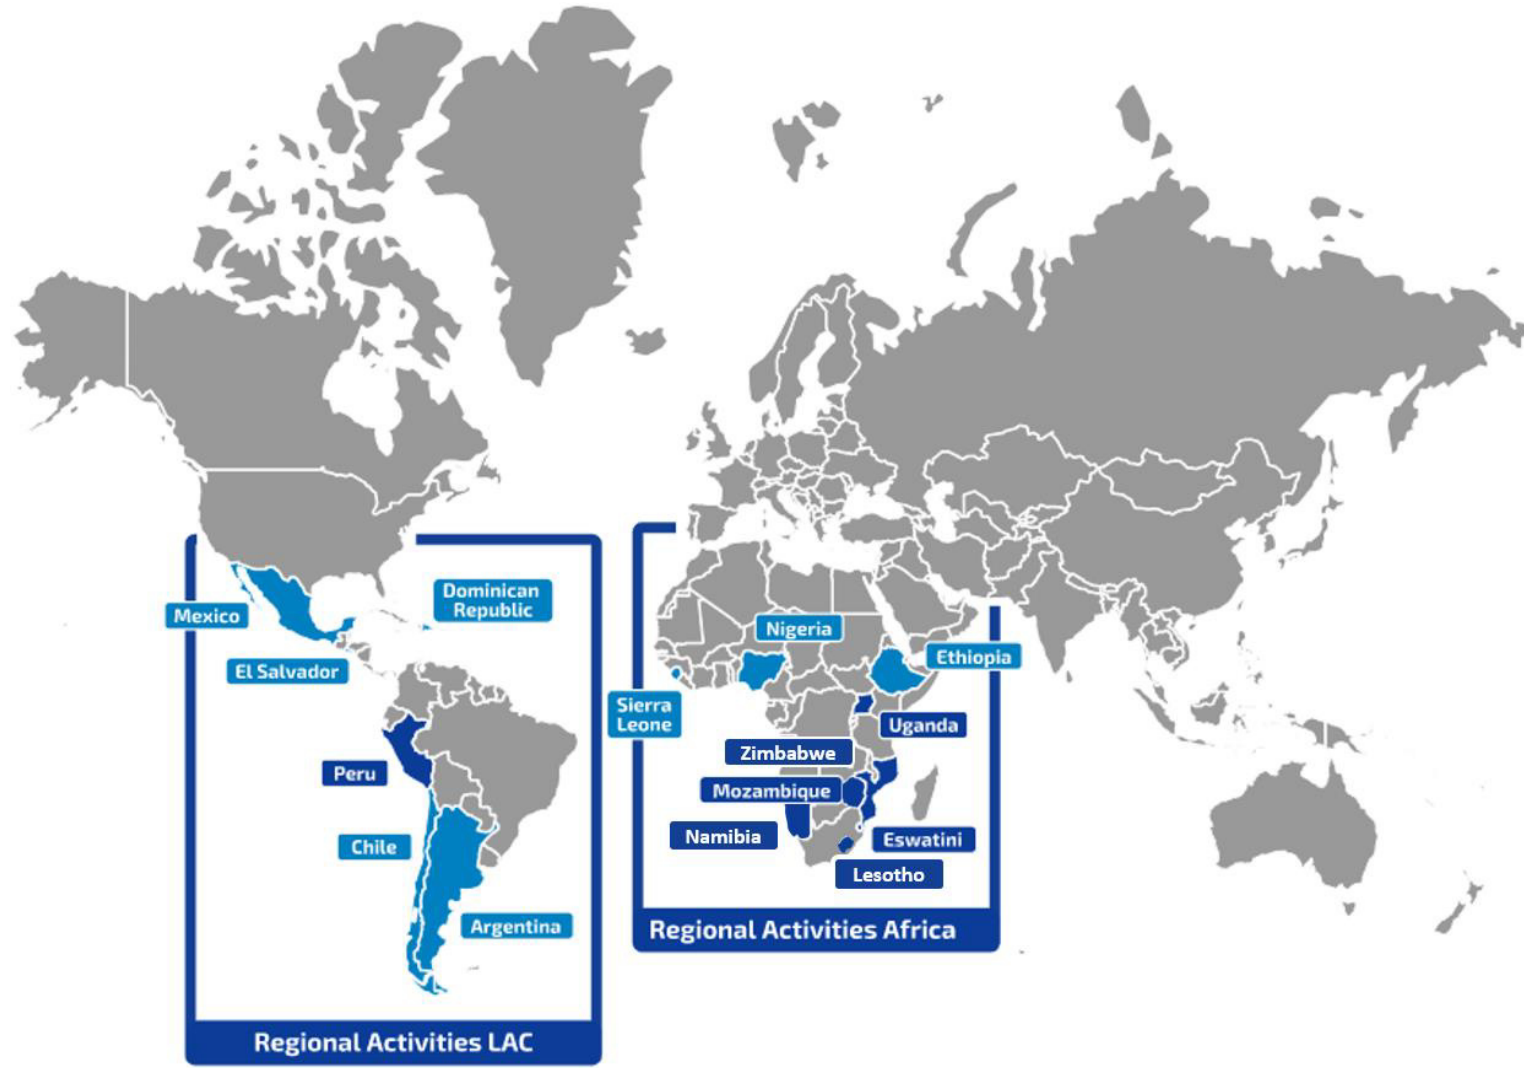 Mexico
Dominican
Republic
El Salvador
Peru
Chile
Argentina
Regional Activities LAC
Nigeria
Ethiopia
Sierra
Leone
Uganda
Zimbabwe
Mozambique
Namibia
Eswatini
Lesotho
Regional Activities Africa